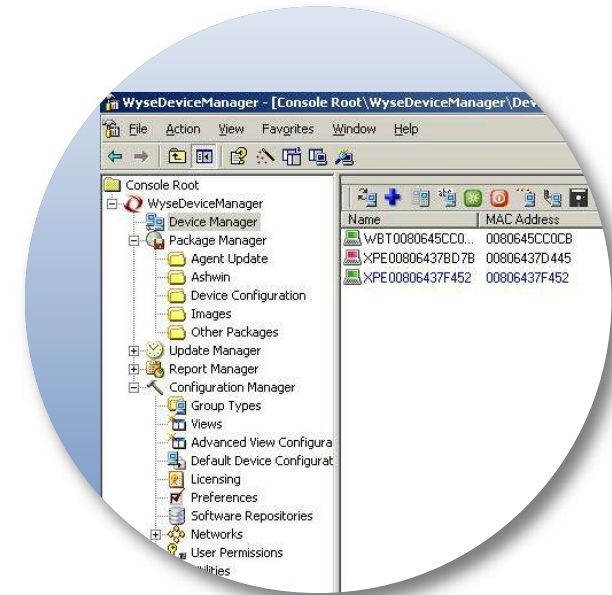 WyseDeviceManager - [Console Root\WyseDeviceManager\Dev
File Action View Favorites Window Help
Console Root
WyseDeviceManager
Device Manager
Package Manager
Agent Update
Ashwin
Device Configuration
Images
Other Packages
Update Manager
Report Manager
Configuration Manager
Group Types
Views
Advanced View Configura
Default Device Configurat
Licensing
Preferences
Software Repositories
Networks
User Permissions
abc
Name MAC Address
WBT0080645CC0... 0080645CC0CB
XPE00806437BD7B 00806437D445
XPE00806437F452 00806437F452